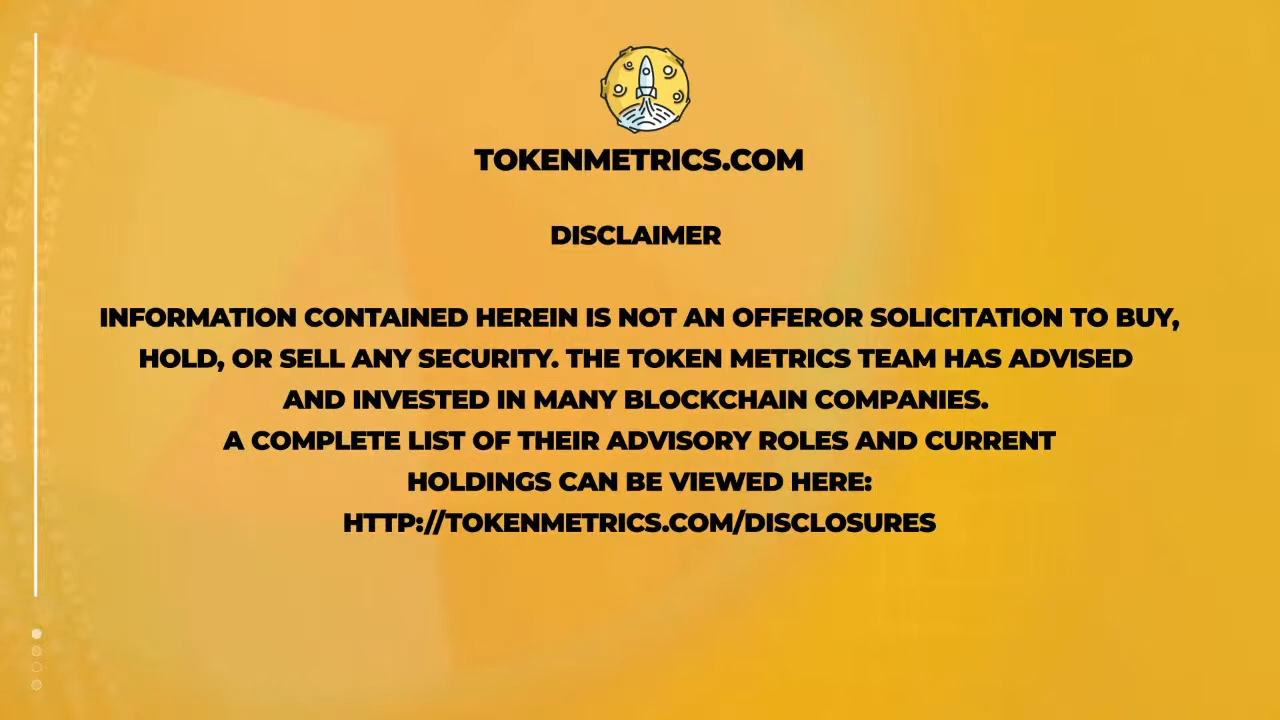 TOKENMETRICS.COM
DISCLAIMER
INFORMATION CONTAINED HEREIN IS NOT AN OFFEROR SOLICITATION TO BUY,
HOLD, OR SELL ANY SECURITY. THE TOKEN METRICS TEAM HAS ADVISED
AND INVESTED IN MANY BLOCKCHAIN COMPANIES.
A COMPLETE LIST OF THEIR ADVISORY ROLES AND CURRENT
HOLDINGS CAN BE VIEWED HERE:
HTTP://TOKENMETRICS.COM/DISCLOSURES